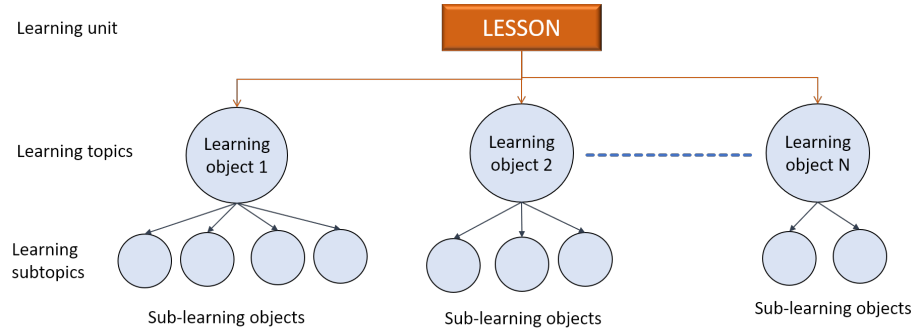 Learning unit
LESSON
Learning topics
Learning
object 1
Learning
object 2
Learning
object N
Learning
subtopics
Sub-learning objects
Sub-learning objects
Sub-learning objects